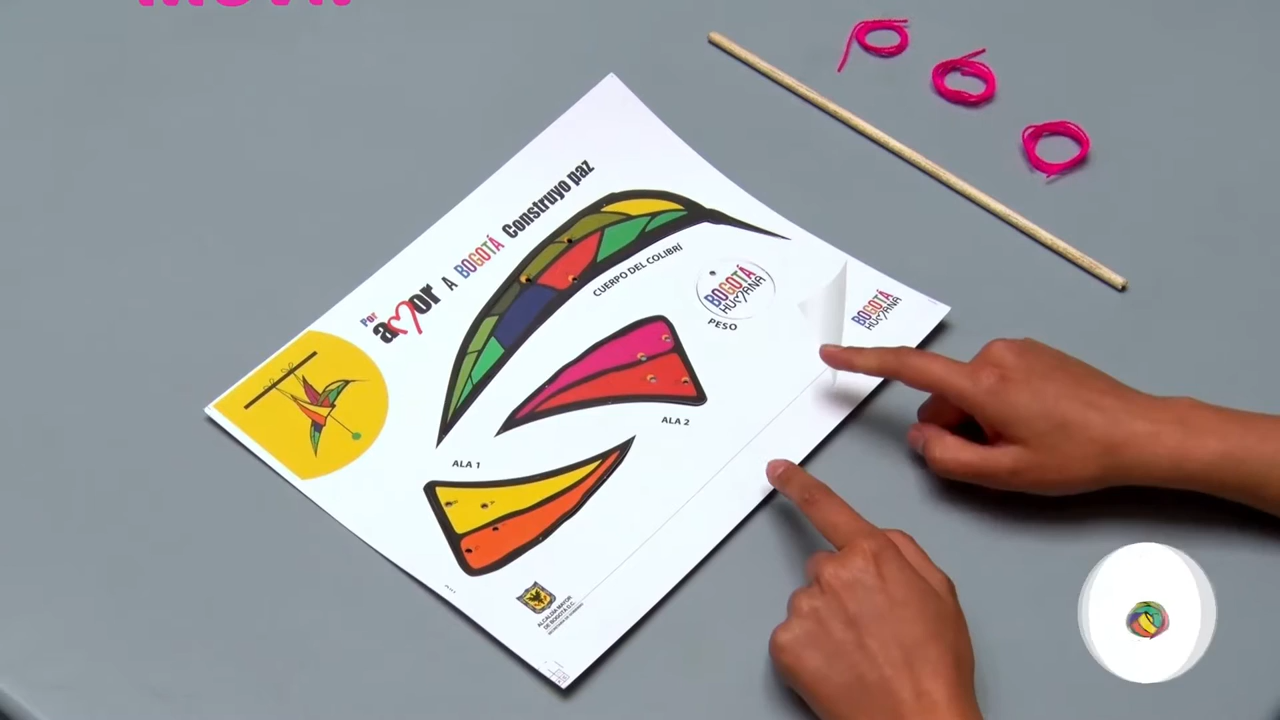 Por
amor A BOGOTÁ Construyo paz
CUERPO DEL COLIBRÍ
BOGOTÁ
HUMANA
PESO
BOGOTÁ
HUMANA
ALA 2
ALA 1
ALCALDÍA MAYOR
DE BOGOTÁ D.C.